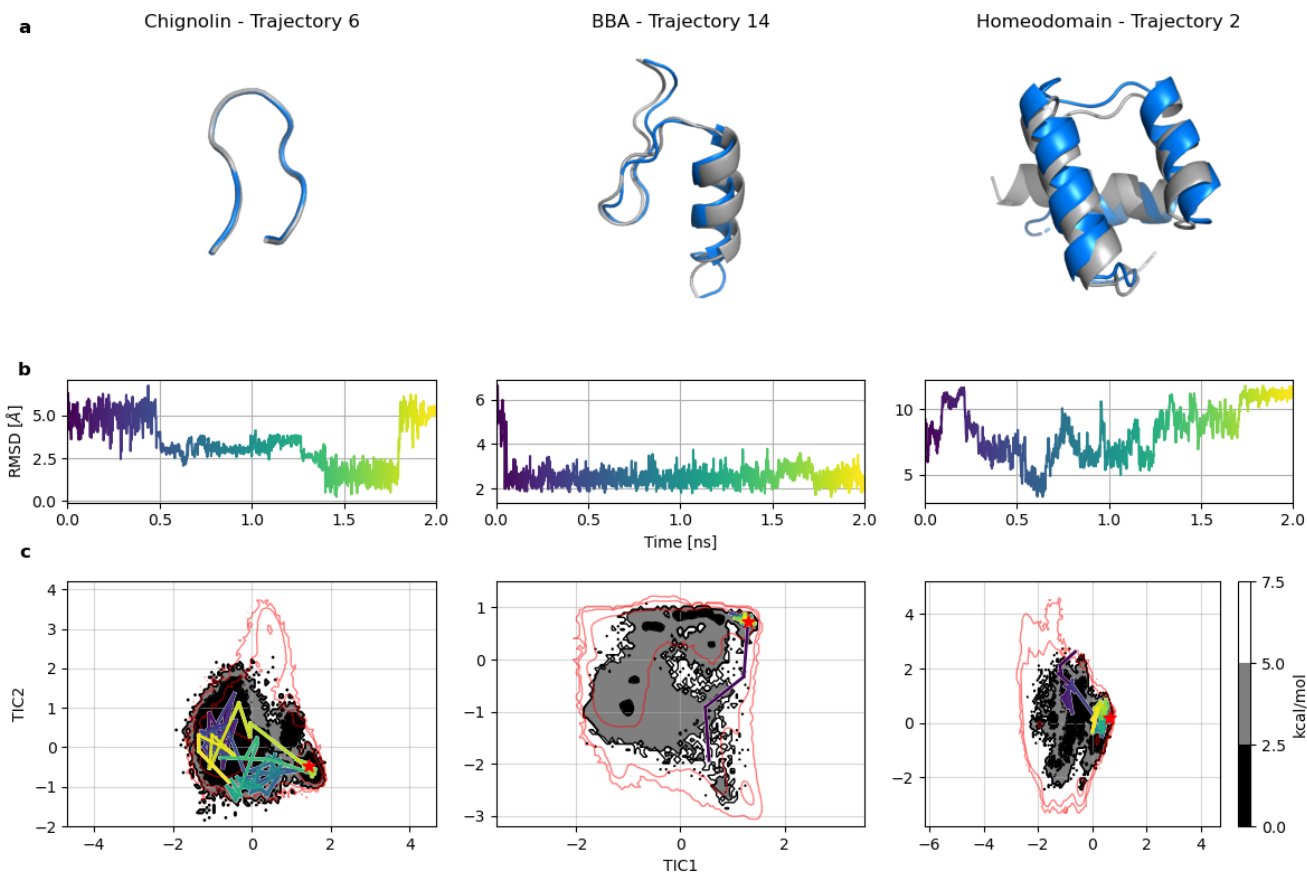 a
Chignolin - Trajectory 6
BBA - Trajectory 14
Homeodomain - Trajectory 2
b
RMSD [Å]
5.0
2.5
0.0
0.0 0.5 1.0 1.5 2.0
6
4
2
0.0 0.5 1.0 1.5 2.0
Time [ns]
10
5
0.0 0.5 1.0 1.5 2.0
c
TIC2
4
3
2
1
0
−1
−2
−4 −2 0 2 4
1
0
−1
−2
−3
−2 0 2
TIC1
4
2
0
−2
−6 −4 −2 0 2 4
7.5
5.0
2.5
0.0
kcal/mol